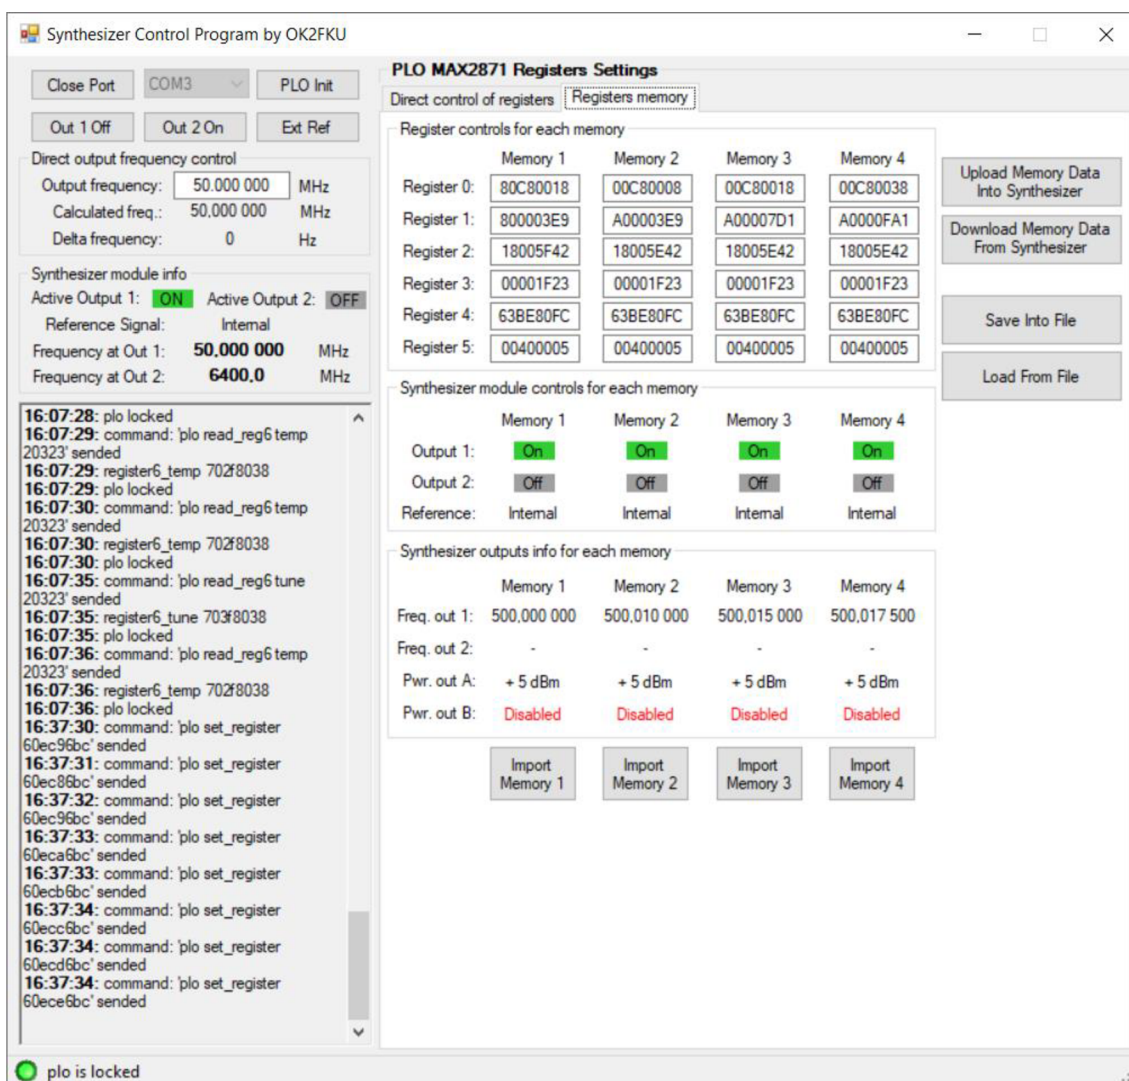 Synthesizer Control Program by OK2FKU
Close Port COM3 PLO Init
Out 1 Off Out 2 On Ext Ref
Direct output frequency control
Output frequency: 50.000 000 MHz
Calculated freq.: 50,000 000 MHz
Delta frequency: 0 Hz
Synthesizer module info
Active Output 1: ON Active Output 2: OFF
Reference Signal: Internal
Frequency at Out 1: 50,000 000 MHz
Frequency at Out 2: 6400,0 MHz
16:07:28: plo locked
16:07:29: command: 'plo read_reg6 temp
20323' sended
16:07:29: register6_temp 702f8038
16:07:29: plo locked
16:07:30: command: 'plo read_reg6 temp
20323' sended
16:07:30: register6_temp 702f8038
16:07:30: plo locked
16:07:35: command: 'plo read_reg6 tune
20323' sended
16:07:35: register6_tune 703f8038
16:07:35: plo locked
16:07:36: command: 'plo read_reg6 temp
20323' sended
16:07:36: register6_temp 702f8038
16:07:36: plo locked
16:37:30: command: 'plo set_register
60ec96bc' sended
16:37:31: command: 'plo set_register
60ec86bc' sended
16:37:32: command: 'plo set_register
60ec96bc' sended
16:37:33: command: 'plo set_register
60eca6bc' sended
16:37:33: command: 'plo set_register
60ecb6bc' sended
16:37:34: command: 'plo set_register
60ecc6bc' sended
16:37:34: command: 'plo set_register
60ecd6bc' sended
16:37:34: command: 'plo set_register
60ece6bc' sended
PLO MAX2871 Registers Settings
Direct control of registers Registers memory
Register controls for each memory
Memory 1 Memory 2 Memory 3 Memory 4
Register 0: 80C80018 00C80008 00C80018 00C80038
Register 1: 800003E9 A00003E9 A00007D1 A0000FA1
Register 2: 18005F42 18005E42 18005E42 18005E42
Register 3: 00001F23 00001F23 00001F23 00001F23
Register 4: 63BE80FC 63BE80FC 63BE80FC 63BE80FC
Register 5: 00400005 00400005 00400005 00400005
Synthesizer module controls for each memory
Memory 1 Memory 2 Memory 3 Memory 4
Output 1: On On On On
Output 2: Off Off Off Off
Reference: Internal Internal Internal Internal
Synthesizer outputs info for each memory
Memory 1 Memory 2 Memory 3 Memory 4
Freq. out 1: 500,000 000 500,010 000 500,015 000 500,017 500
Freq. out 2: - - - -
Pwr. out A: + 5 dBm + 5 dBm + 5 dBm + 5 dBm
Pwr. out B: Disabled Disabled Disabled Disabled
Import Import Import Import
Memory 1 Memory 2 Memory 3 Memory 4
Upload Memory Data
Into Synthesizer
Download Memory Data
From Synthesizer
Save Into File
Load From File
plo is locked